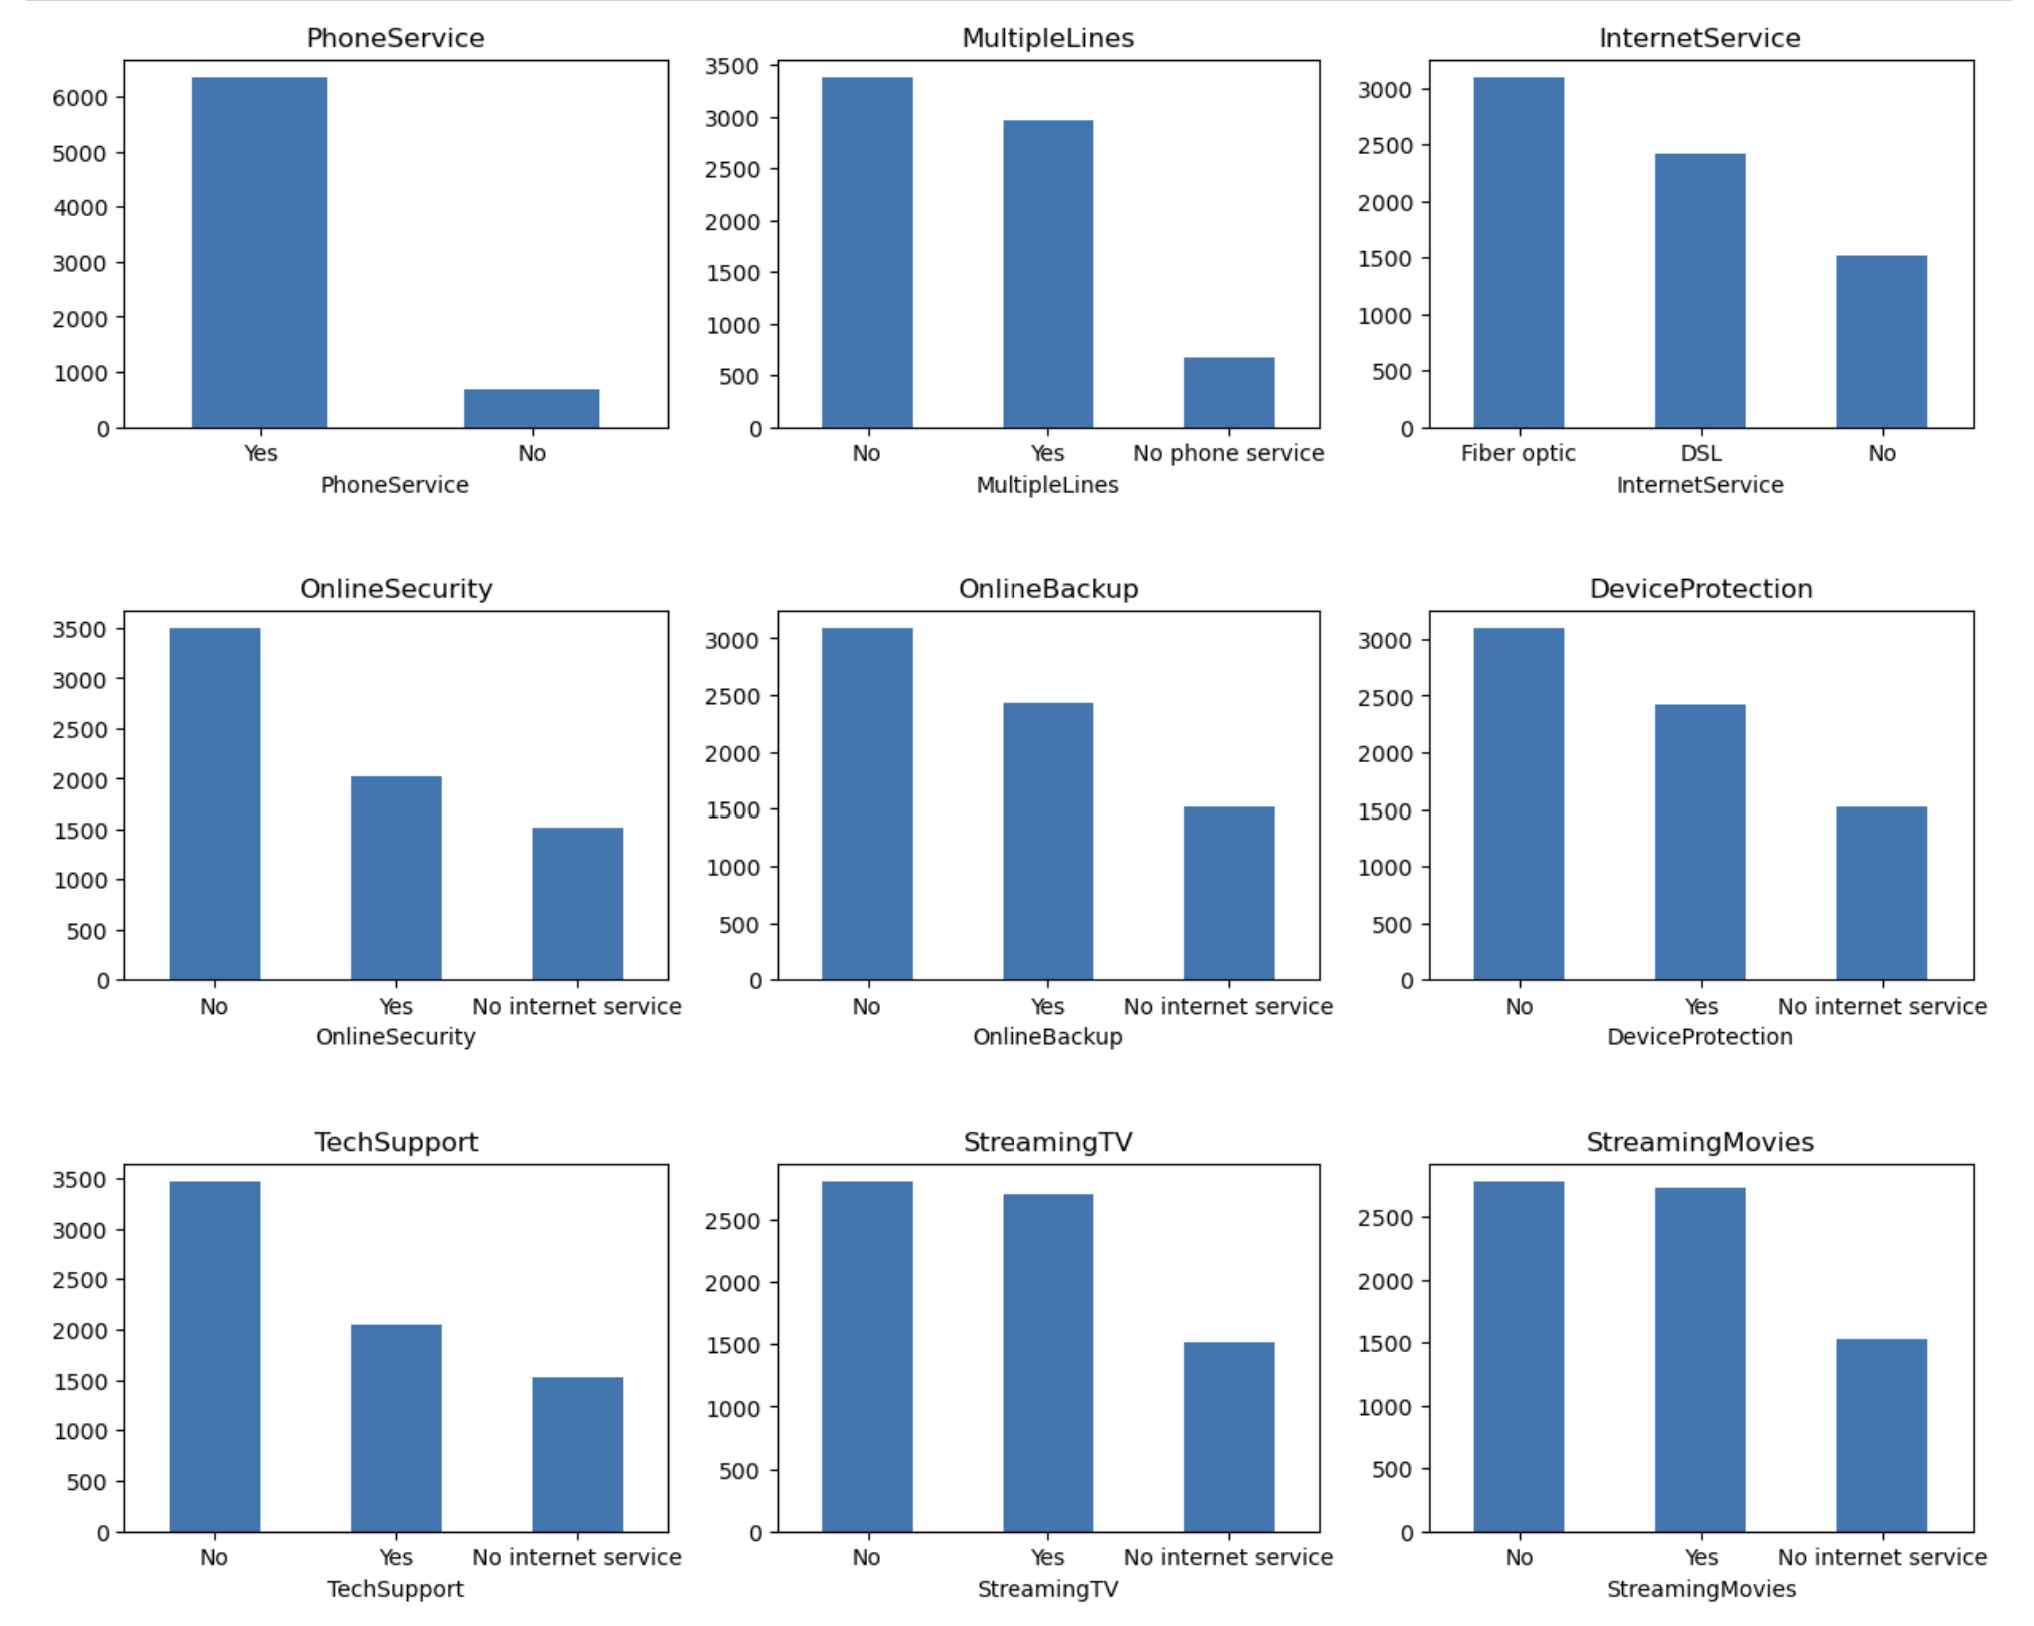 PhoneService
6000
5000
4000
3000
2000
1000
0
Yes No
PhoneService
MultipleLines
3500
3000
2500
2000
1500
1000
500
0
No Yes No phone service
MultipleLines
InternetService
3000
2500
2000
1500
1000
500
0
Fiber optic DSL No
InternetService
OnlineSecurity
3500
3000
2500
2000
1500
1000
500
0
No Yes No internet service
OnlineSecurity
OnlineBackup
3000
2500
2000
1500
1000
500
0
No Yes No internet service
OnlineBackup
DeviceProtection
3000
2500
2000
1500
1000
500
0
No Yes No internet service
DeviceProtection
TechSupport
3500
3000
2500
2000
1500
1000
500
0
No Yes No internet service
TechSupport
StreamingTV
2500
2000
1500
1000
500
0
No Yes No internet service
StreamingTV
StreamingMovies
2500
2000
1500
1000
500
0
No Yes No internet service
StreamingMovies